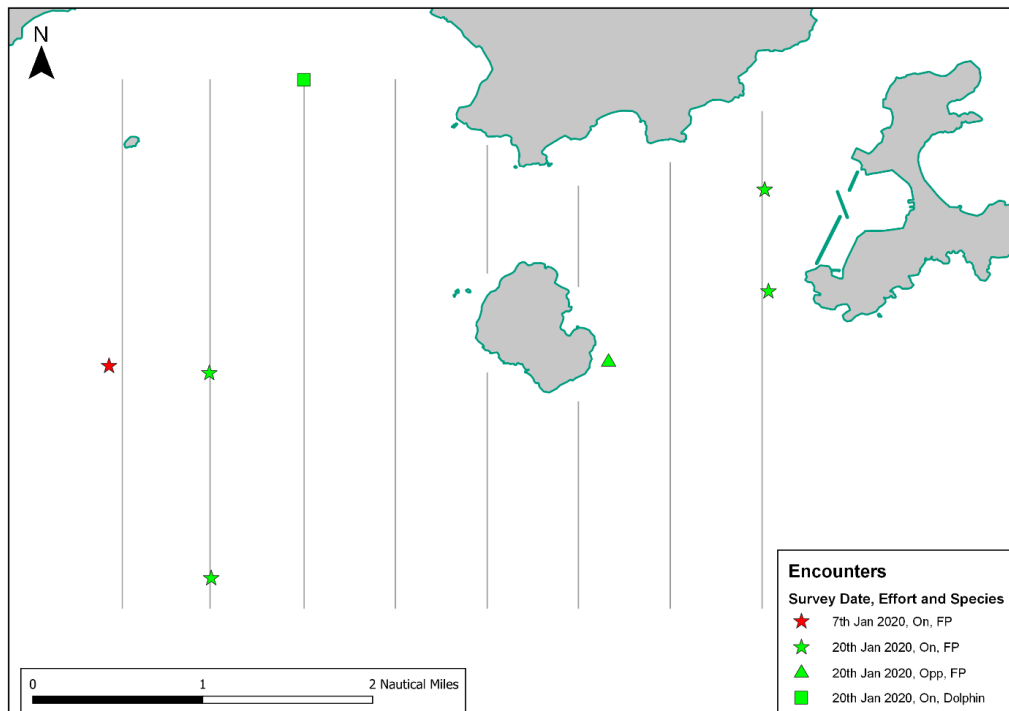 N
Encounters
Survey Date, Effort and Species
7th Jan 2020, On, FP
20th Jan 2020, On, FP
20th Jan 2020, Opp, FP
20th Jan 2020, On, Dolphin
0 1 2 Nautical Miles